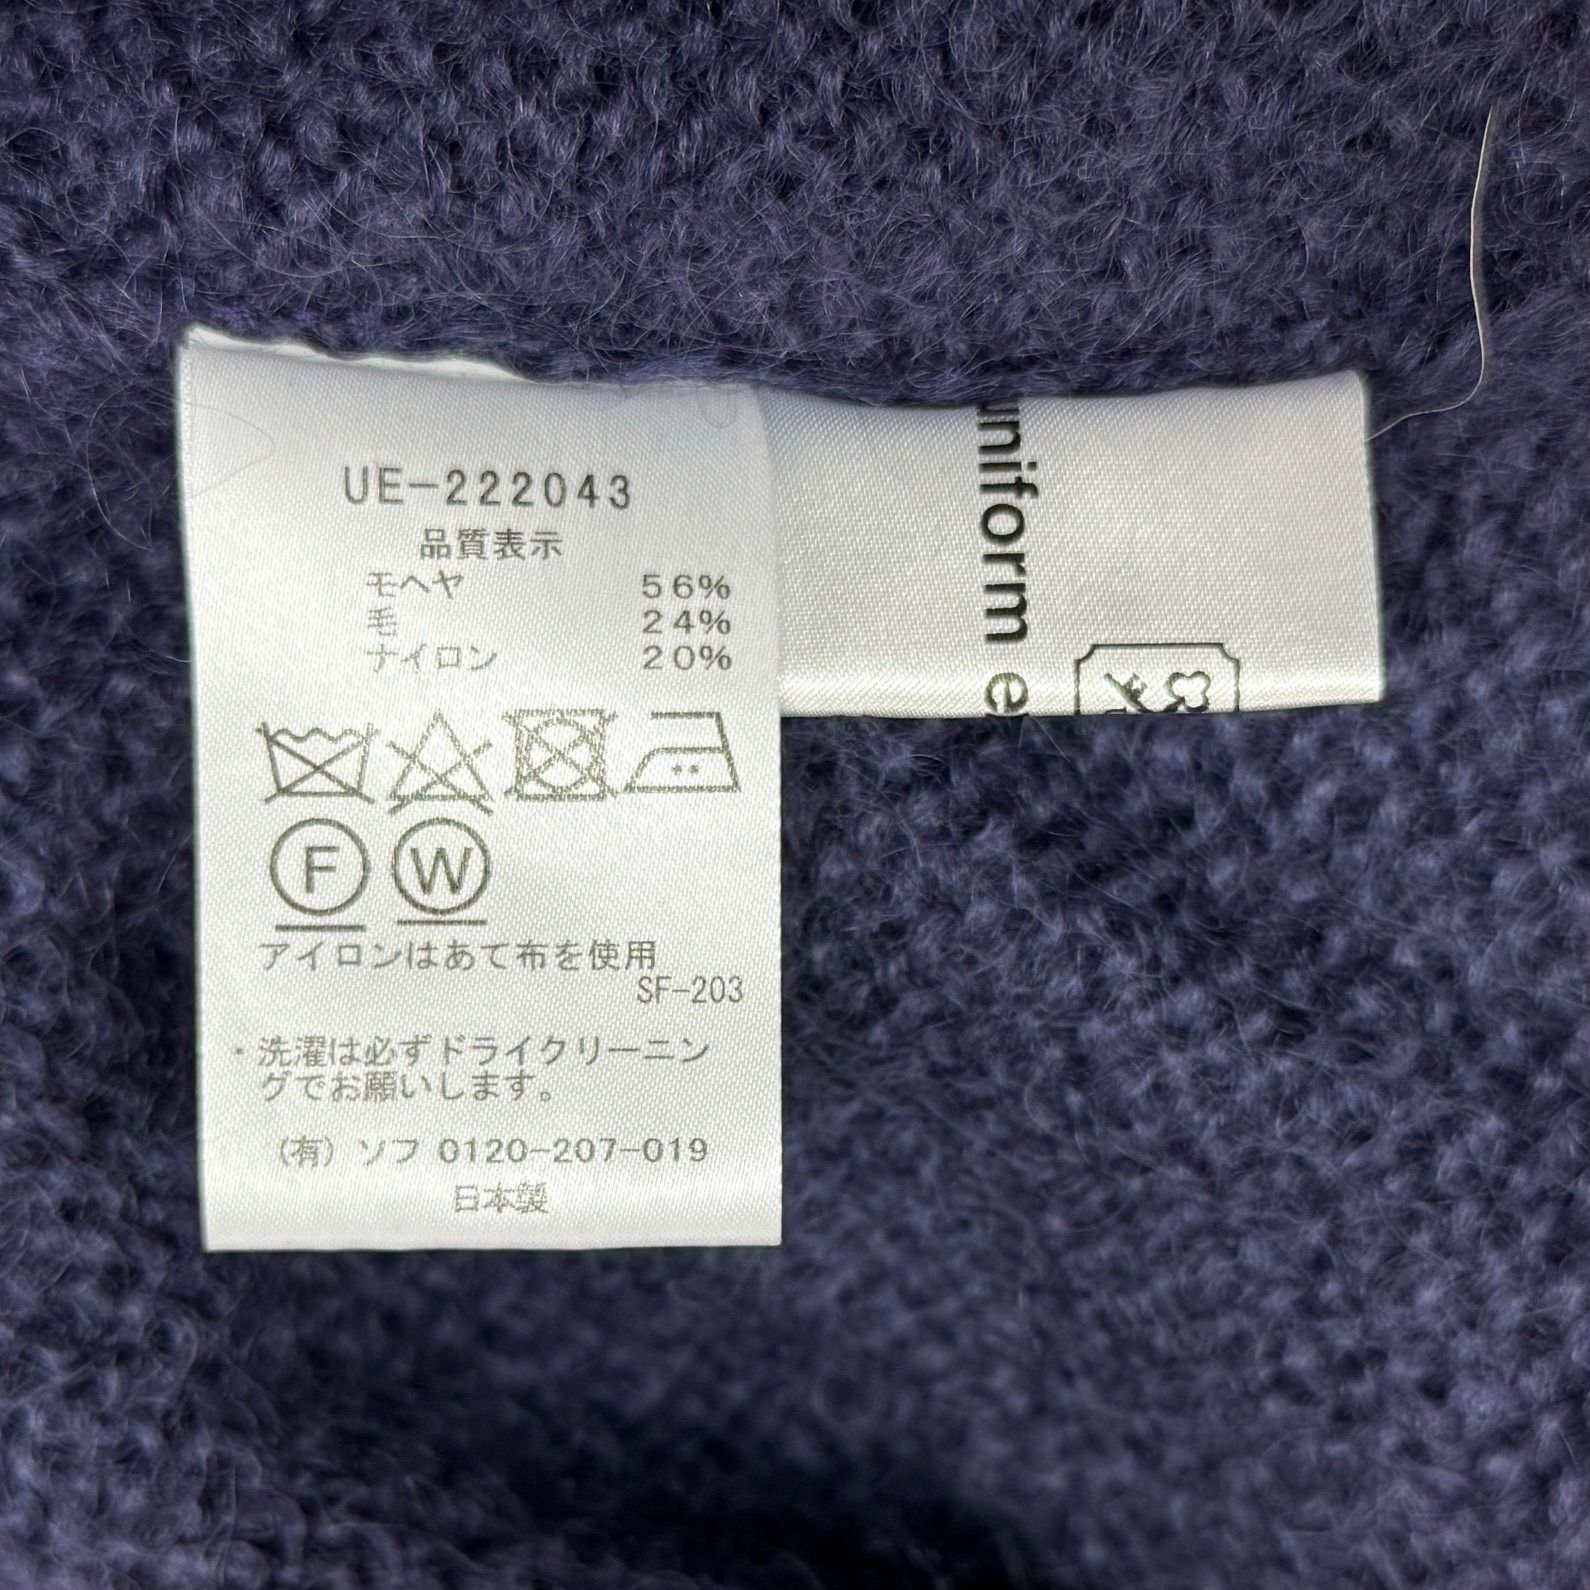 UE-222043
品質表示
モヘヤ 56%
毛 24%
ナイロン 20%
F W
アイロンはあて布を使用
SF-203
・洗濯は必ずドライクリーニン
グでお願いします。
(有)ソフ 0120-207-019
日本製
uniform e